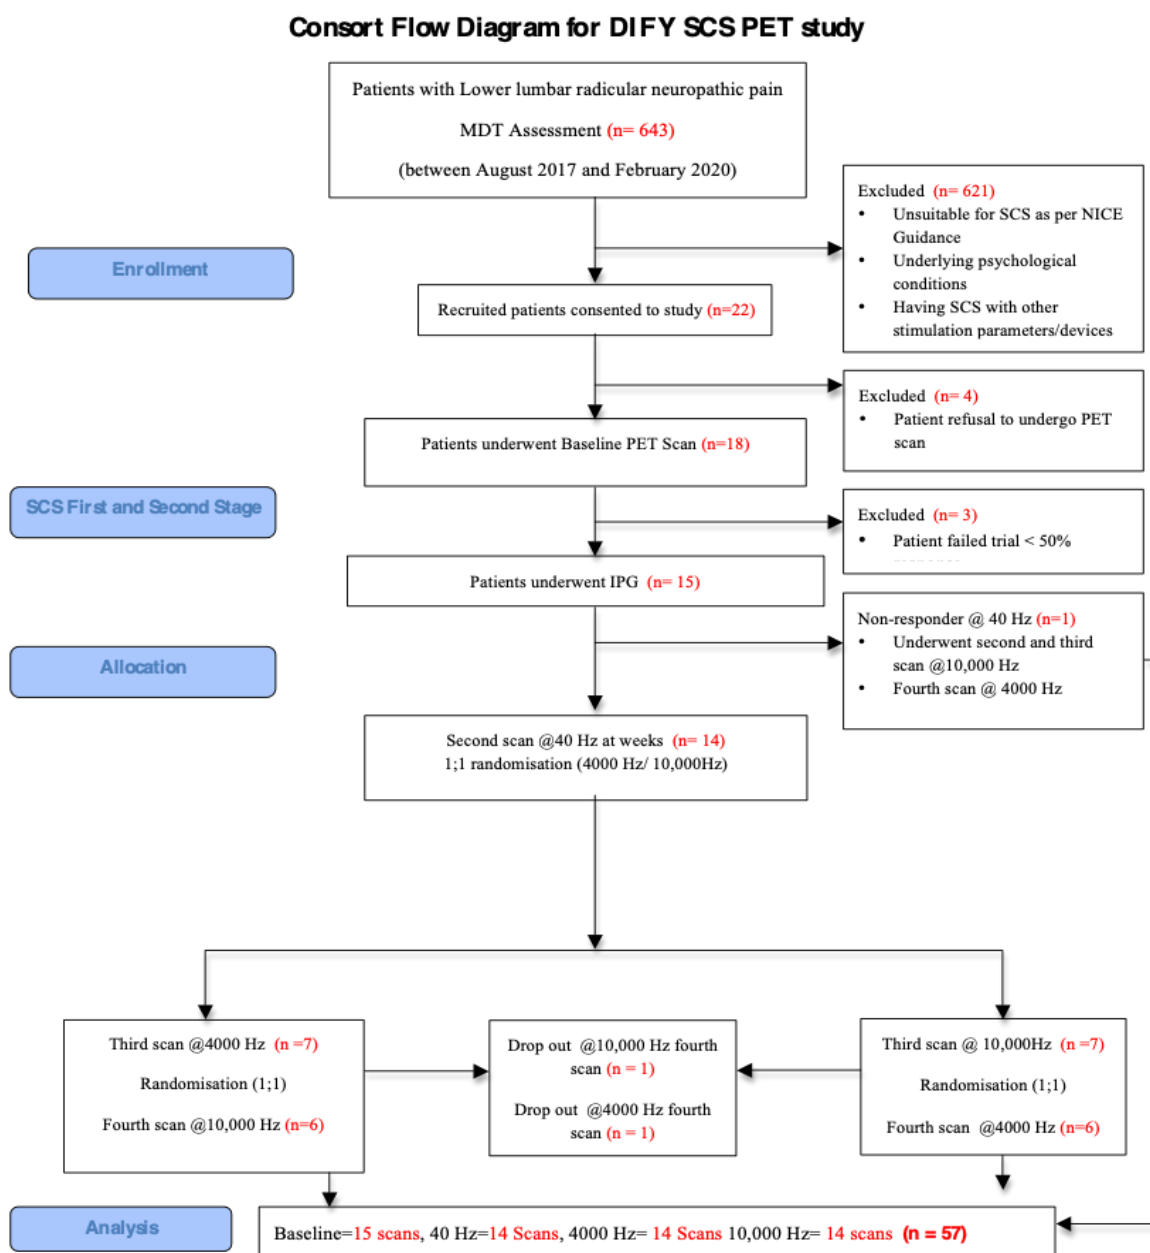 Consort Flow Diagram for DIFY SCS PET study
Patients with Lower lumbar radicular neuropathic pain
MDT Assessment (n= 643)
(between August 2017 and February 2020)
Excluded (n= 621)
• Unsuitable for SCS as per NICE
Guidance
• Underlying psychological
conditions
• Having SCS with other
stimulation parameters/devices
Enrollment
Recruited patients consented to study (n=22)
Excluded (n= 4)
• Patient refusal to undergo PET
scan
Patients underwent Baseline PET Scan (n=18)
SCS First and Second Stage
Excluded (n= 3)
• Patient failed trial < 50%
Patients underwent IPG (n= 15)
Non-responder @ 40 Hz (n=1)
• Underwent second and third
scan @10,000 Hz
• Fourth scan @ 4000 Hz
Allocation
Second scan @40 Hz at weeks (n= 14)
1;1 randomisation (4000 Hz/ 10,000Hz)
Third scan @4000 Hz (n =7)
Randomisation (1;1)
Fourth scan @10,000 Hz (n=6)
Drop out @10,000 Hz fourth
scan (n = 1)
Drop out @4000 Hz fourth
scan (n = 1)
Third scan @ 10,000Hz (n=7)
Randomisation (1;1)
Fourth scan @4000 Hz (n=6)
Analysis
Baseline=15 scans, 40 Hz=14 Scans, 4000 Hz= 14 Scans 10,000 Hz= 14 scans (n = 57)